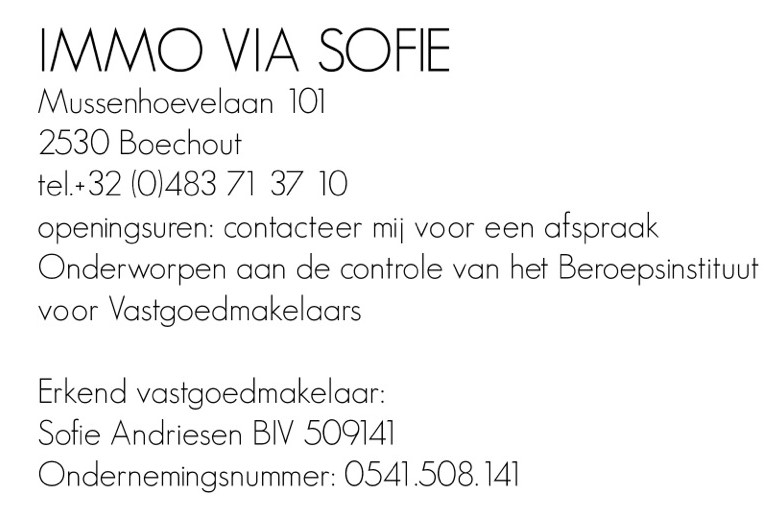 IMMO VIA SOFIE
Mussenhoevelaan 101
2530 Boechout
tel.+32 (0)483 71 37 10
openingsuren: contacteer mij voor een afspraak
Onderworpen aan de controle van het Beroepsinstituut
voor Vastgoedmakelaars
Erkend vastgoedmakelaar:
Sofie Andriesen BIV 509141
Ondernemingsnummer: 0541.508.141